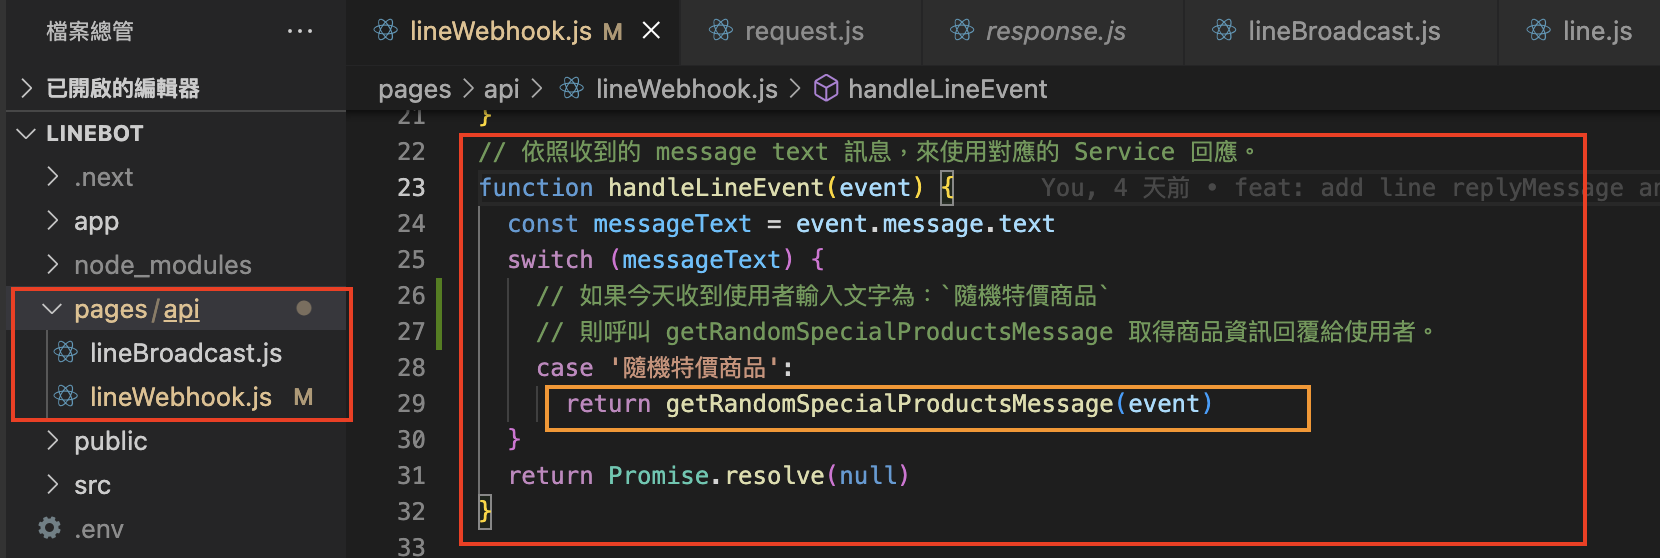 檔案總管 ···
已開啟的編輯器
LINEBOT
.next
app
node_modules
pages/api
lineBroadcast.js
lineWebhook.js M
public
src
.env
lineWebhook.js M
request.js
response.js
lineBroadcast.js
line.js
pages > api > lineWebhook.js > handleLineEvent
21 }
22 // 依照收到的 message text 訊息，來使用對應的 Service 回應。
23 function handleLineEvent(event) { You, 4 天前 • feat: add line replyMessage an
24 const messageText = event.message.text
25 switch (messageText) {
26 // 如果今天收到使用者輸入文字為：`隨機特價商品`
27 // 則呼叫 getRandomSpecialProductsMessage 取得商品資訊回覆給使用者。
28 case '隨機特價商品':
29 return getRandomSpecialProductsMessage(event)
30 }
31 return Promise.resolve(null)
32 }
33